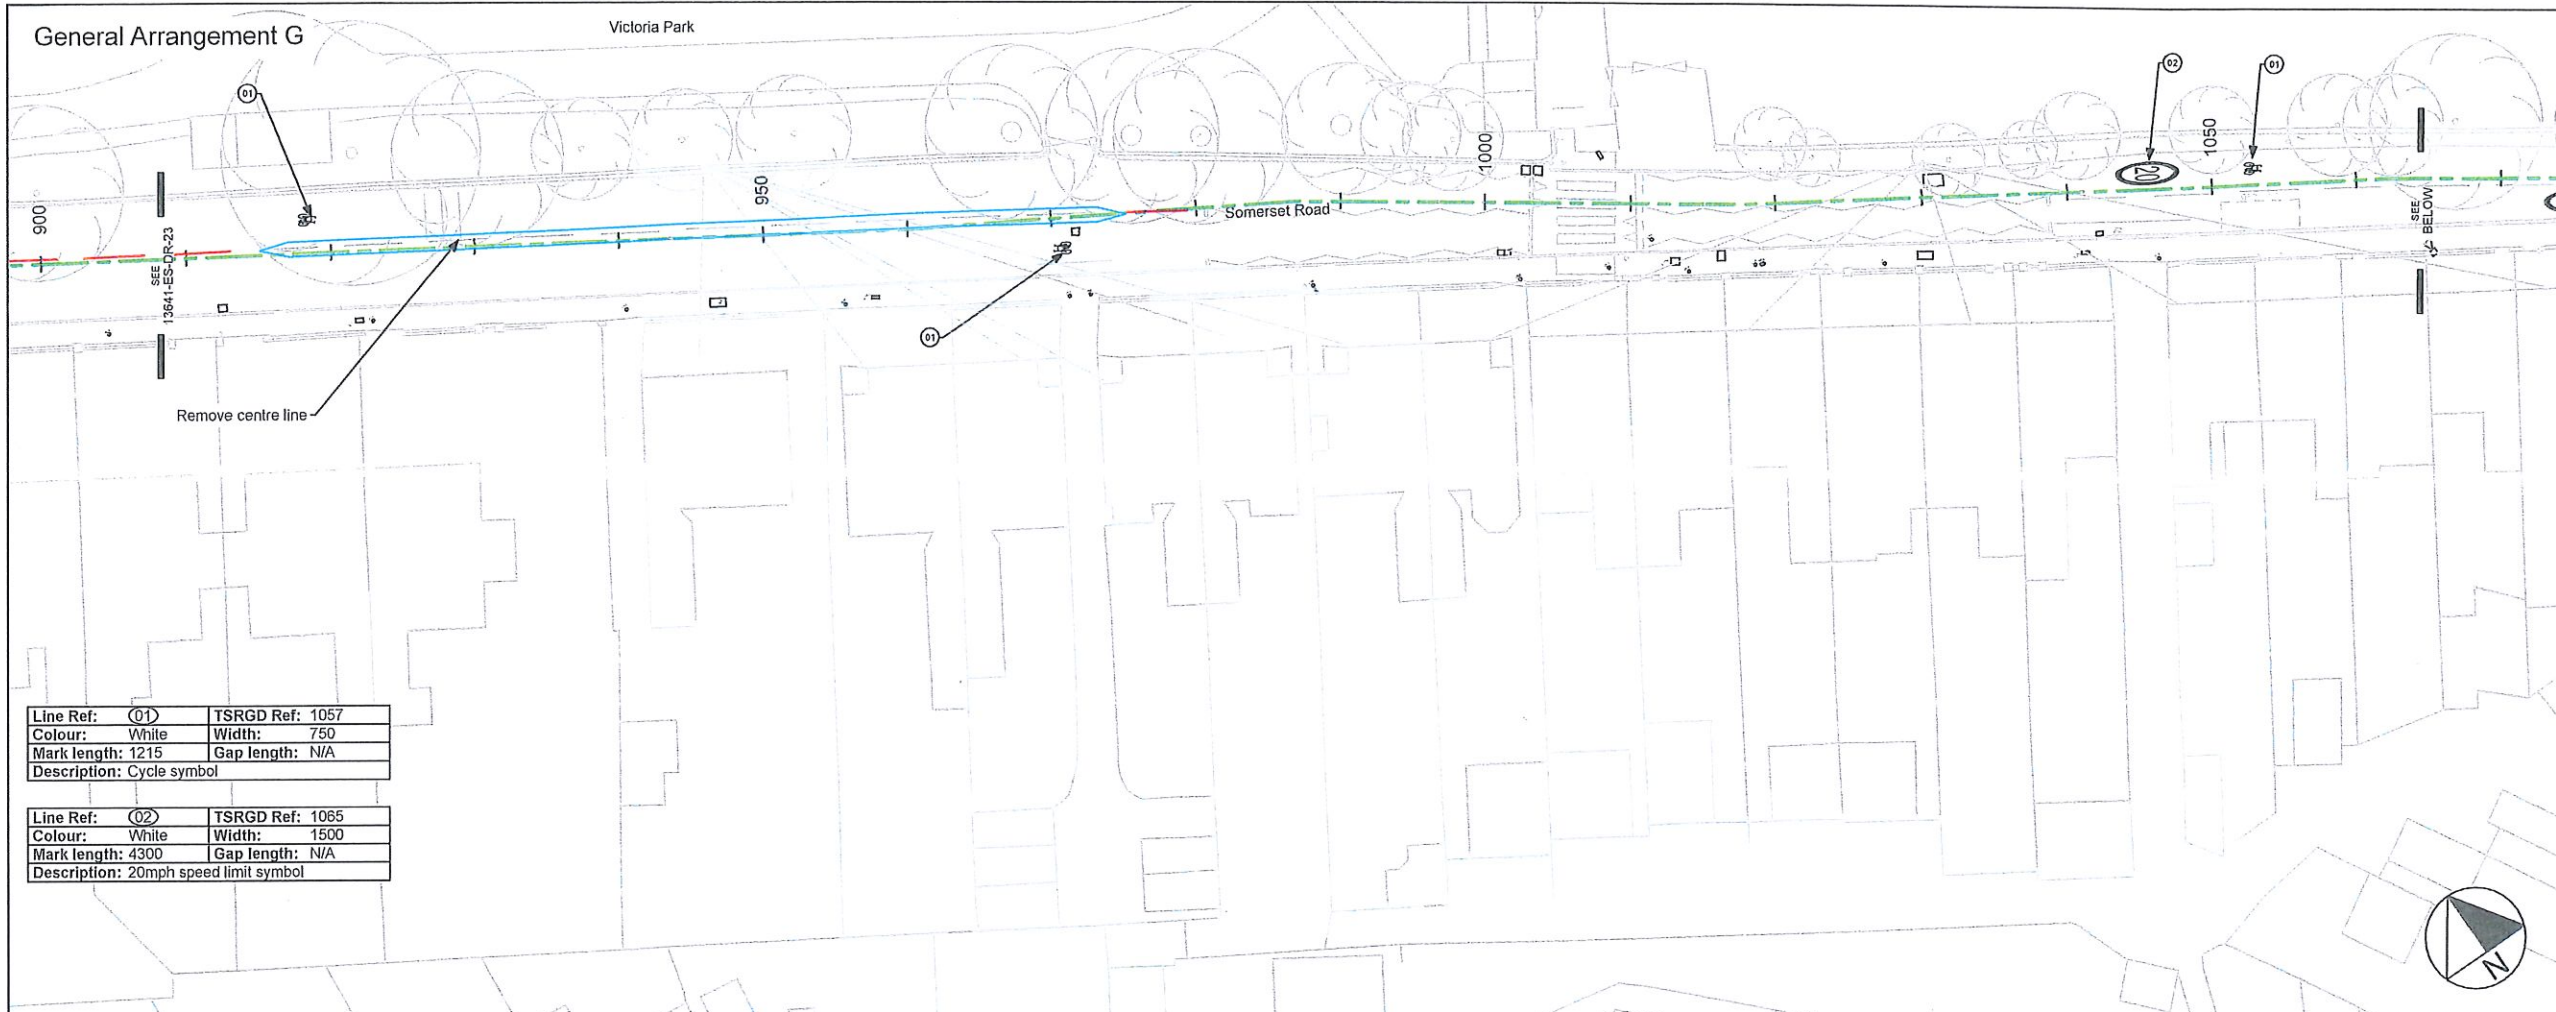 General Arrangement G
Victoria Park
01
02
01
900
950
1000
1050
SEE
13641-ES-DR-23
Somerset Road
SEE
BELOW
20
01
Remove centre line
Line Ref: 01 TSRGD Ref: 1057
Colour: White Width: 750
Mark length: 1215 Gap length: N/A
Description: Cycle symbol
Line Ref: 02 TSRGD Ref: 1065
Colour: White Width: 1500
Mark length: 4300 Gap length: N/A
Description: 20mph speed limit symbol
N